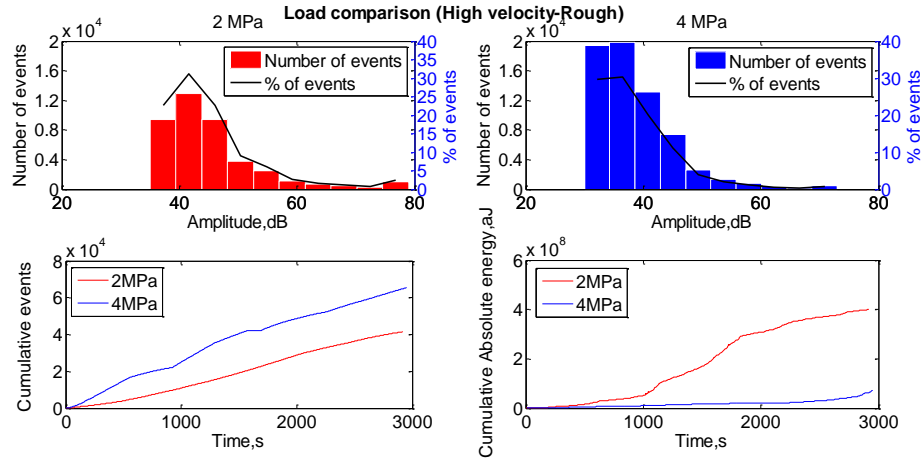 Load comparison (High velocity-Rough)
2 MPa
x 10^4
Number of events
% of events
2
1.6
1.2
0.8
0.4
0
40
35
30
25
20
15
10
5
0
Number of events
% of events
20 40 60 80
Amplitude,dB
4 MPa
x 10^4
Number of events
% of events
2
1.6
1.2
0.8
0.4
0
40
35
30
25
20
15
10
5
0
Number of events
% of events
20 40 60 80
Amplitude,dB
x 10^4
2MPa
4MPa
8
6
4
2
0
Cumulative events
0 1000 2000 3000
Time,s
x 10^8
2MPa
4MPa
6
4
2
0
Cumulative Absolute energy,aJ
0 1000 2000 3000
Time,s